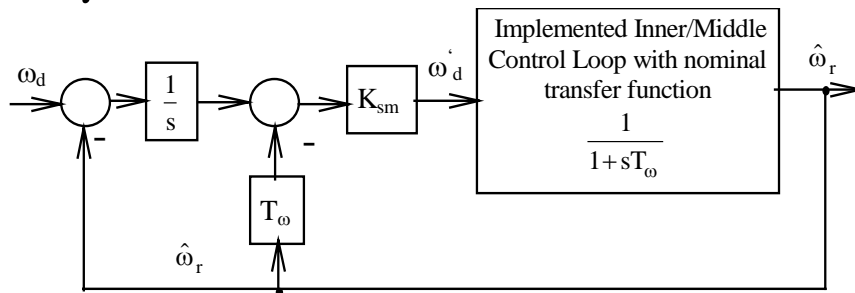 Implemented Inner/Middle
Control Loop with nominal
transfer function
1
1+sT_ω
ω_d
1
s
K_sm
ω'_d
ω̂_r
-
-
T_ω
ω̂_r